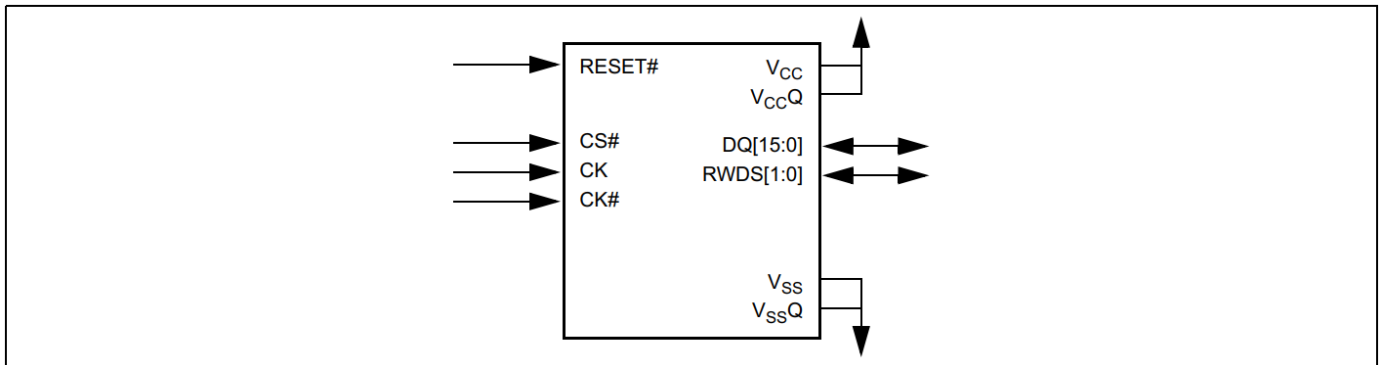 RESET#
CS#
CK
CK#
VCC
VCCQ
DQ[15:0]
RWDS[1:0]
VSS
VSSQ